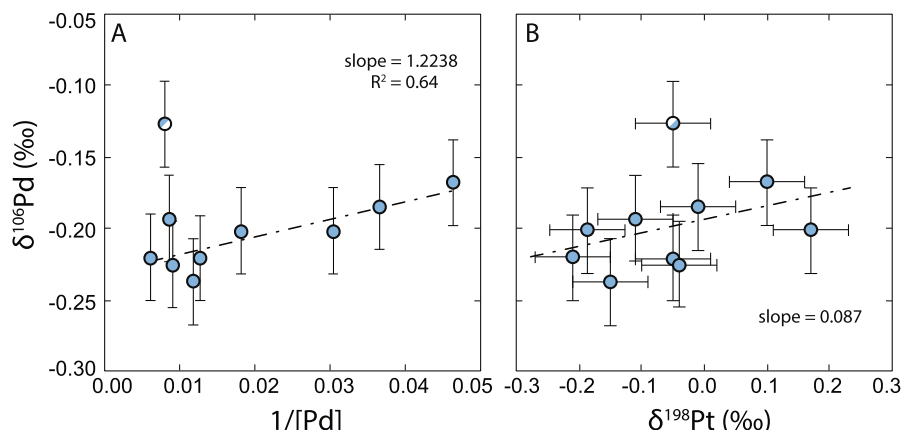 A
slope = 1.2238
R² = 0.64
-0.05
-0.10
-0.15
-0.20
-0.25
-0.30
δ¹⁰⁶Pd (‰)
0.00 0.01 0.02 0.03 0.04 0.05
1/[Pd]
B
slope = 0.087
-0.3 -0.2 -0.1 0.0 0.1 0.2 0.3
δ¹⁹⁸Pt (‰)